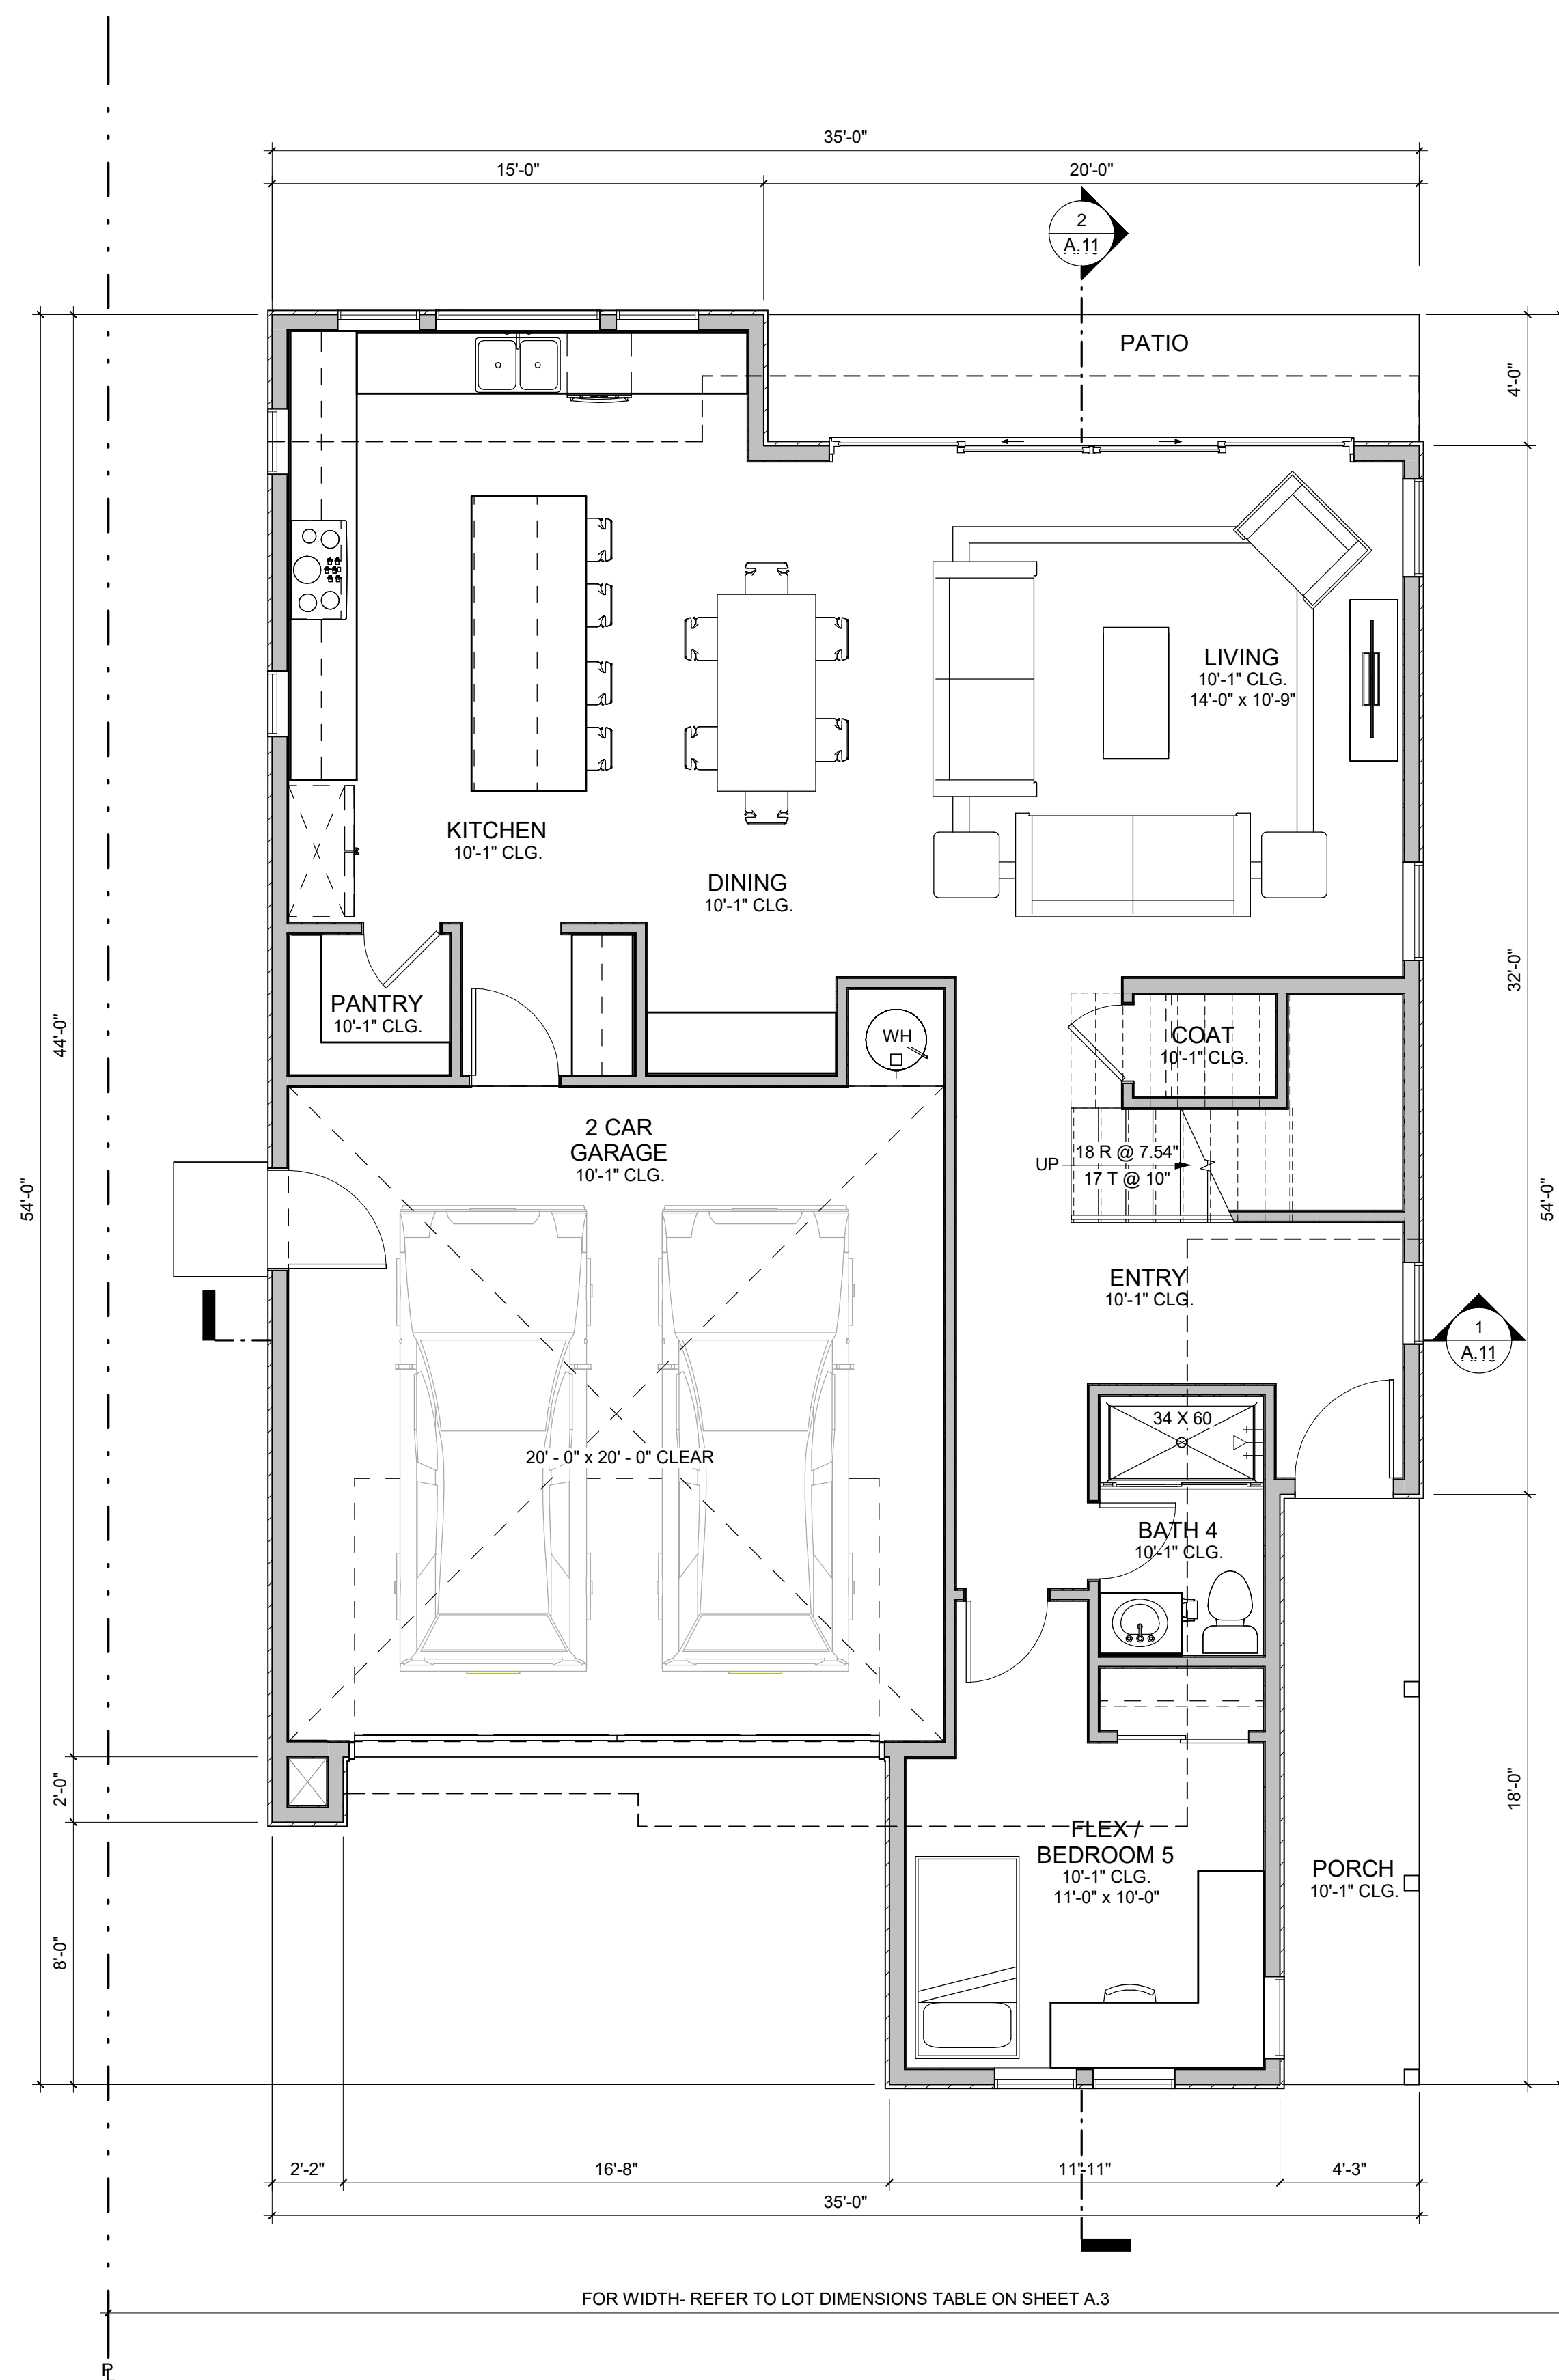 35'-0"
15'-0"
20'-0"
2
A.11
PATIO
4'-0"
LIVING
10'-1" CLG.
14'-0" x 10'-9"
KITCHEN
10'-1" CLG.
DINING
10'-1" CLG.
32'-0"
PANTRY
10'-1" CLG.
44'-0"
WH
COAT
10'-1" CLG.
2 CAR
GARAGE
10'-1" CLG.
UP
18 R @ 7.54"
17 T @ 10"
54'-0"
54'-0"
ENTRY
10'-1" CLG.
1
A.11
34 X 60
20' - 0" x 20' - 0" CLEAR
BATH 4
10'-1" CLG.
2'-0"
18'-0"
FLEX /
BEDROOM 5
10'-1" CLG.
11'-0" x 10'-0"
PORCH
10'-1" CLG.
8'-0"
2'-2"
16'-8"
11'-11"
4'-3"
35'-0"
FOR WIDTH- REFER TO LOT DIMENSIONS TABLE ON SHEET A.3